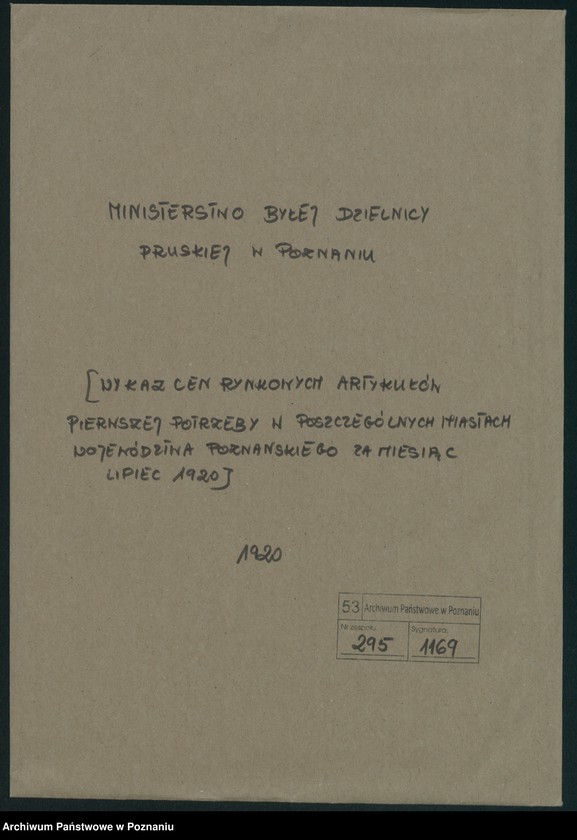 MINISTERSTWO BYŁEJ DZIELNICY
PRUSKIEJ W POZNANIU
[WYKAZ CEN RYNKOWYCH ARTYKUŁÓW
PIERWSZEJ POTRZEBY W POSZCZEGÓLNYCH MIASTACH
WOJEWÓDZTWA POZNAŃSKIEGO ZA MIESIĄC
LIPIEC 1920]
1920
53 Archiwum Państwowe w Poznaniu
Nr zespołu: Sygnatura:
295 1169
Archiwum Państwowe w Poznaniu